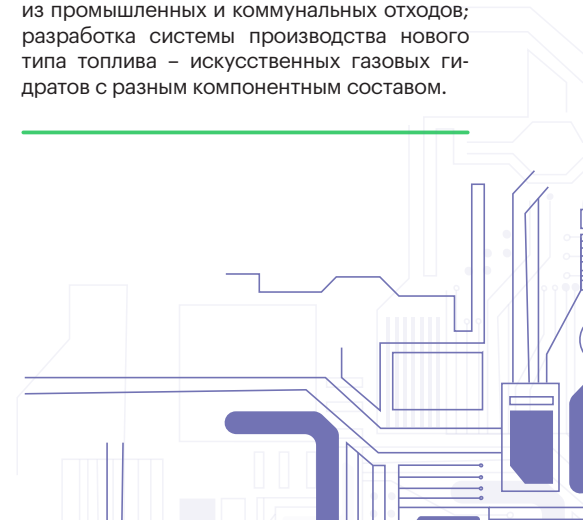 из промышленных и коммунальных отходов;
разработка системы производства нового
типа топлива – искусственных газовых ги-
дратов с разным компонентным составом.